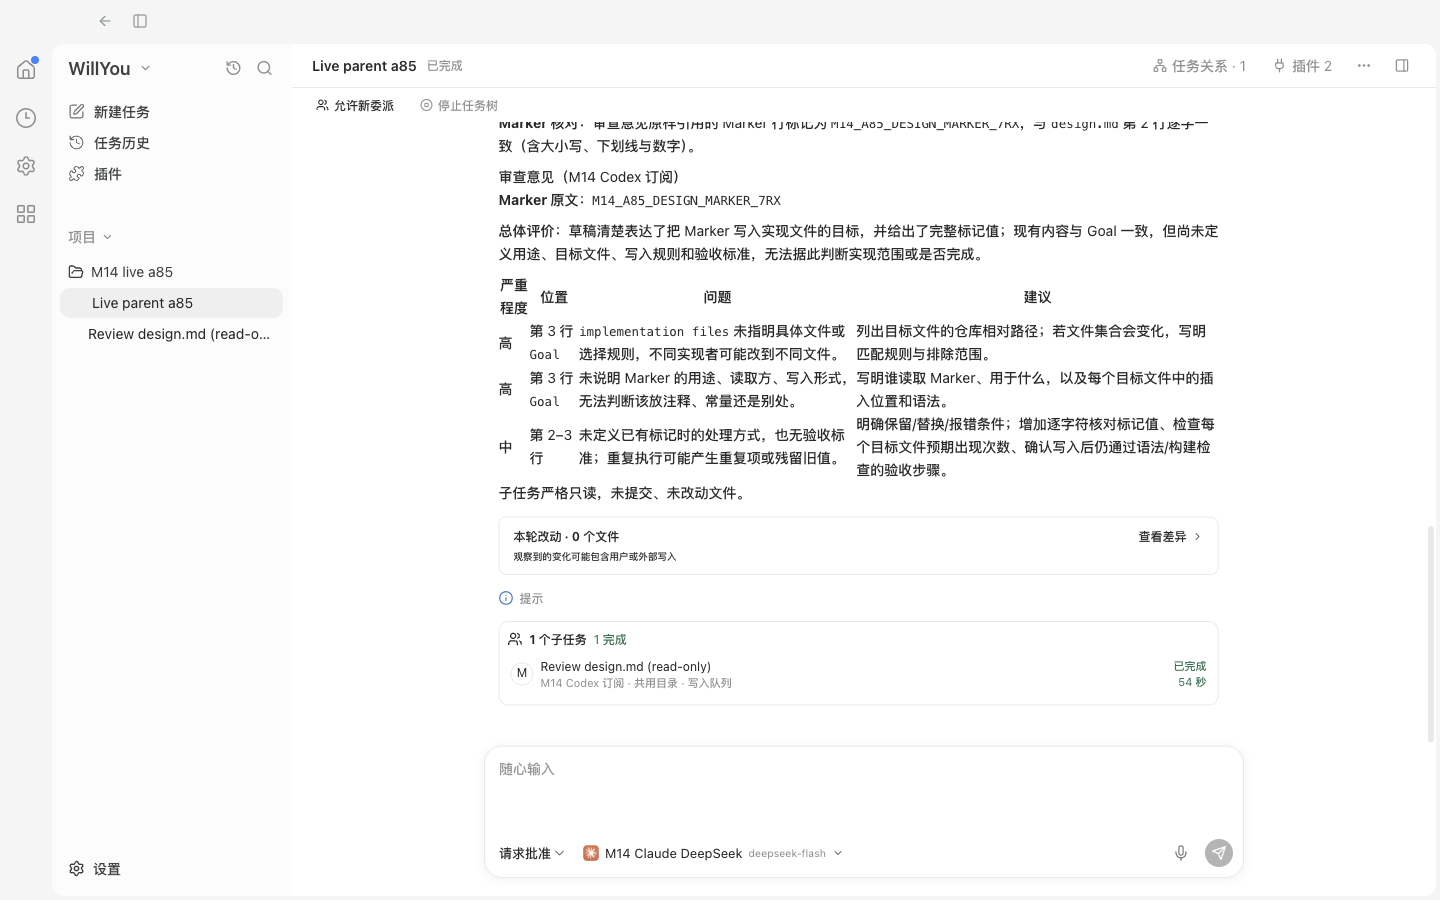 WillYou
新建任务
任务历史
插件
项目
M14 live a85
Live parent a85
Review design.md (read-o...
设置
Live parent a85 已完成
任务关系 · 1 插件 2
允许新委派 停止任务树
Marker 核对：审查意见原样引用的 Marker 行标记为 M14_A85_DESIGN_MARKER_7RX，与 design.md 第 2 行逐字一
致（含大小写、下划线与数字）。
审查意见（M14 Codex 订阅）
Marker 原文：M14_A85_DESIGN_MARKER_7RX
总体评价：草稿清楚表达了把 Marker 写入实现文件的目标，并给出了完整标记值；现有内容与 Goal 一致，但尚未定
义用途、目标文件、写入规则和验收标准，无法据此判断实现范围或是否完成。
严重
程度 位置 问题 建议
高 第 3 行 implementation files 未指明具体文件或 列出目标文件的仓库相对路径；若文件集合会变化，写明
Goal 选择规则，不同实现者可能改到不同文件。 匹配规则与排除范围。
高 第 3 行 未说明 Marker 的用途、读取方、写入形式， 写明谁读取 Marker、用于什么，以及每个目标文件中的插
Goal 无法判断该放注释、常量还是别处。 入位置和语法。
中 第 2–3 未定义已有标记时的处理方式，也无验收标 明确保留/替换/报错条件；增加逐字符核对标记值、检查每
行 准；重复执行可能产生重复项或残留旧值。 个目标文件预期出现次数、确认写入后仍通过语法/构建检
查的验收步骤。
子任务严格只读，未提交、未改动文件。
本轮改动 · 0 个文件 查看差异
观察到的变化可能包含用户或外部写入
提示
1 个子任务 1 完成
M Review design.md (read-only) 已完成
M14 Codex 订阅 · 共用目录 · 写入队列 54 秒
随心输入
请求批准 M14 Claude DeepSeek deepseek-flash